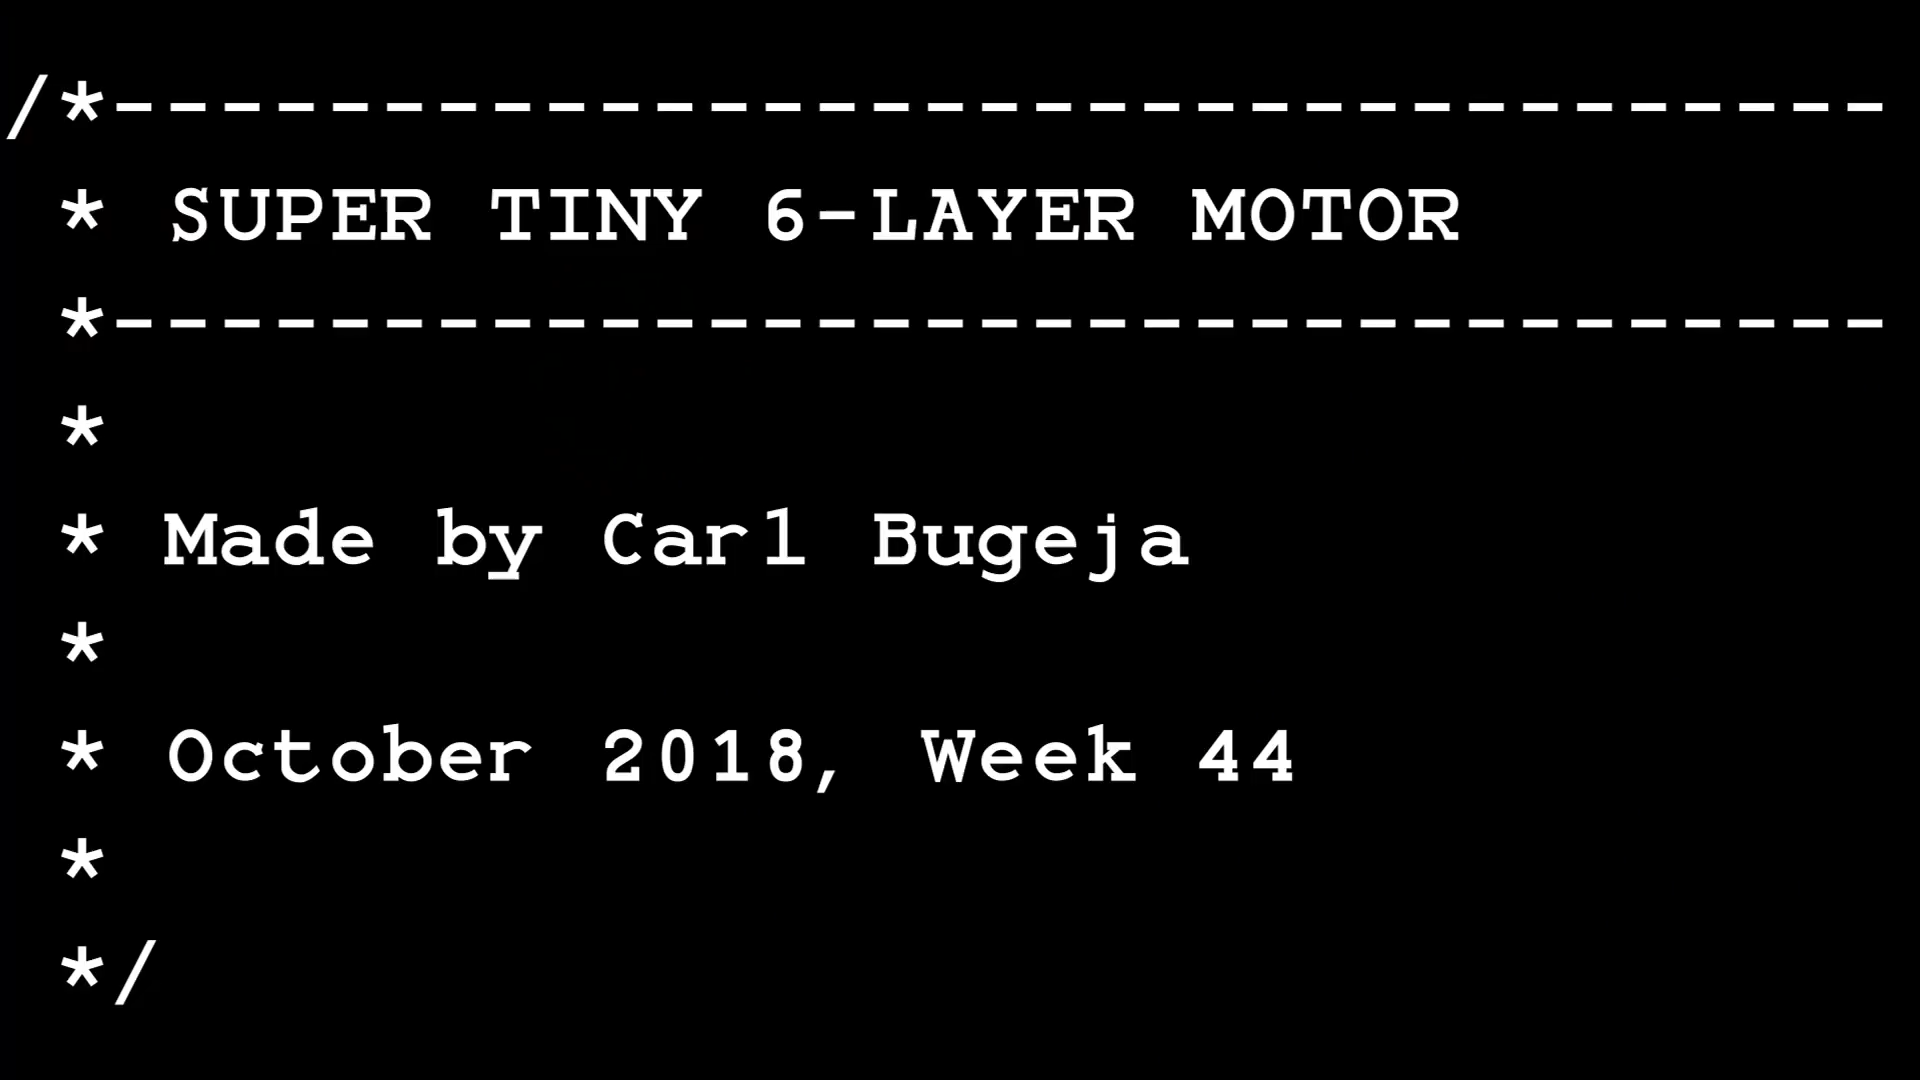 /*---------------------------------
* SUPER TINY 6-LAYER MOTOR
*---------------------------------
*
* Made by Carl Bugeja
*
* October 2018, Week 44
*
*/